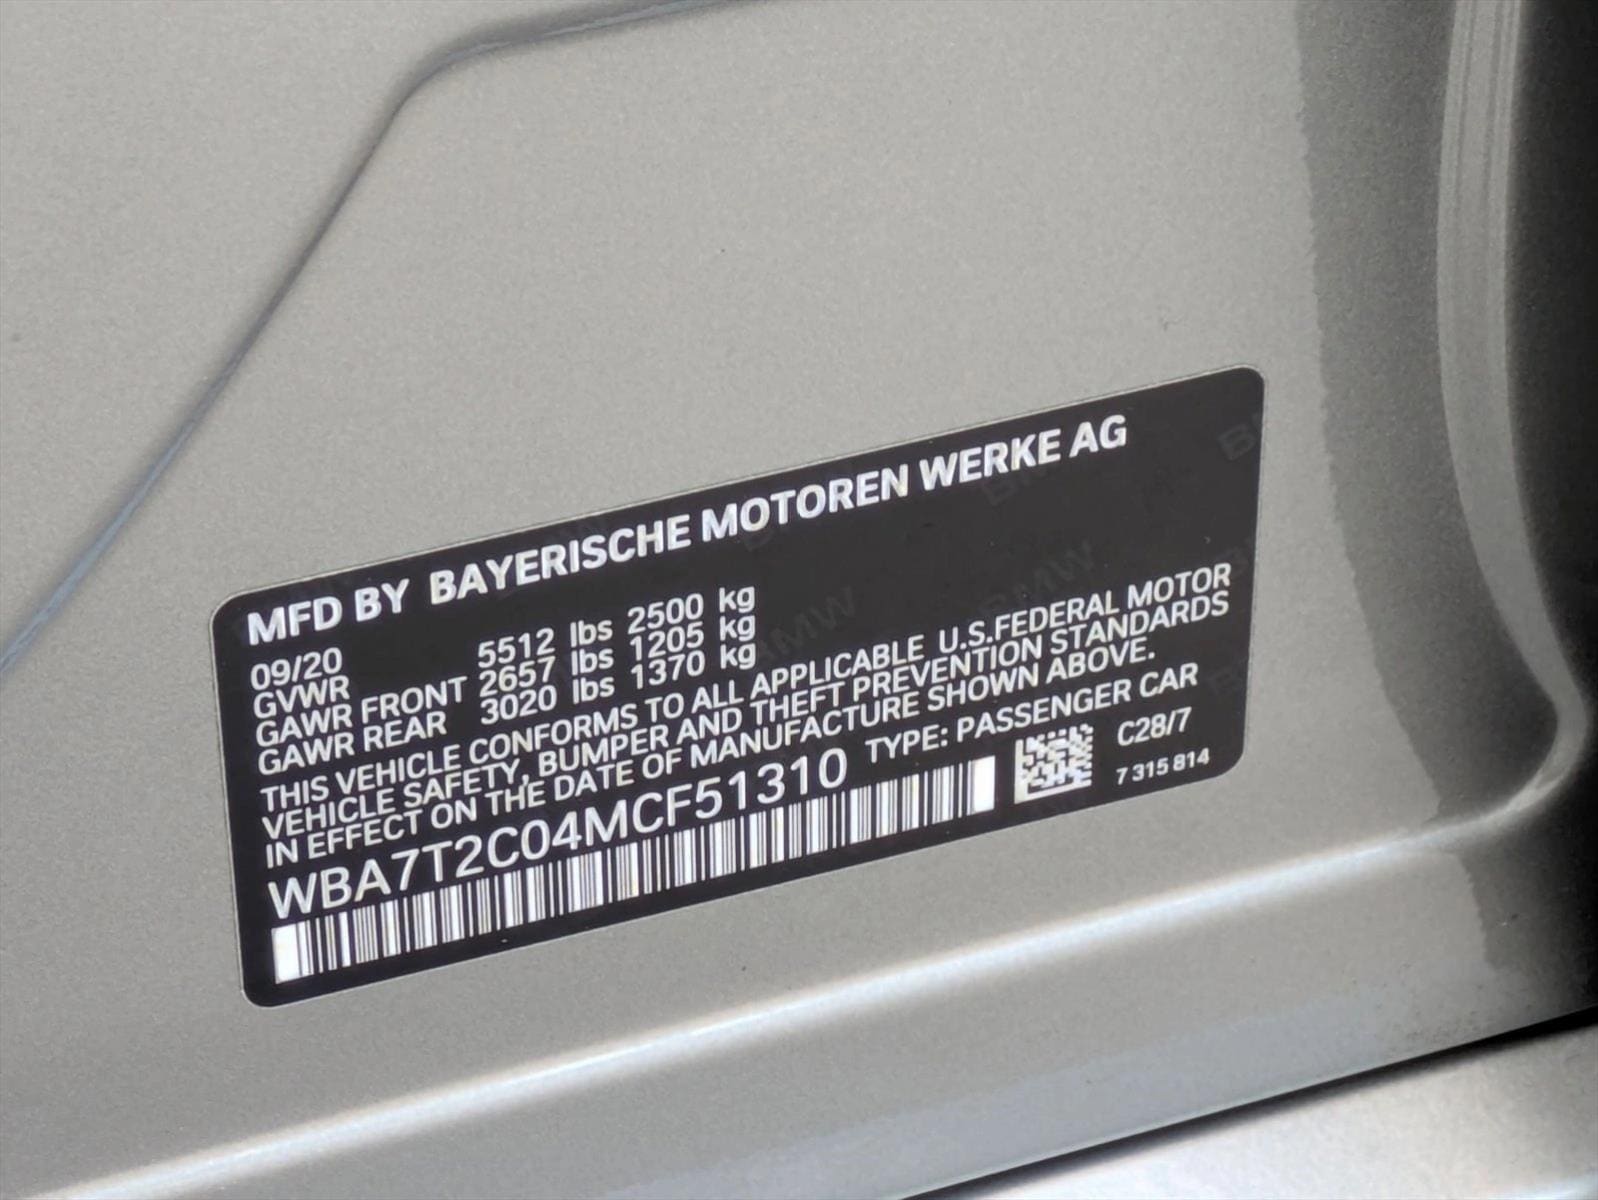 MFD BY BAYERISCHE MOTOREN WERKE AG
09/20
GVWR 5512 lbs 2500 kg
GAWR FRONT 2657 lbs 1205 kg
GAWR REAR 3020 lbs 1370 kg
THIS VEHICLE CONFORMS TO ALL APPLICABLE U.S.FEDERAL MOTOR
VEHICLE SAFETY, BUMPER AND THEFT PREVENTION STANDARDS
IN EFFECT ON THE DATE OF MANUFACTURE SHOWN ABOVE.
WBA7T2C04MCF51310 TYPE: PASSENGER CAR
C28/7
7 315 814